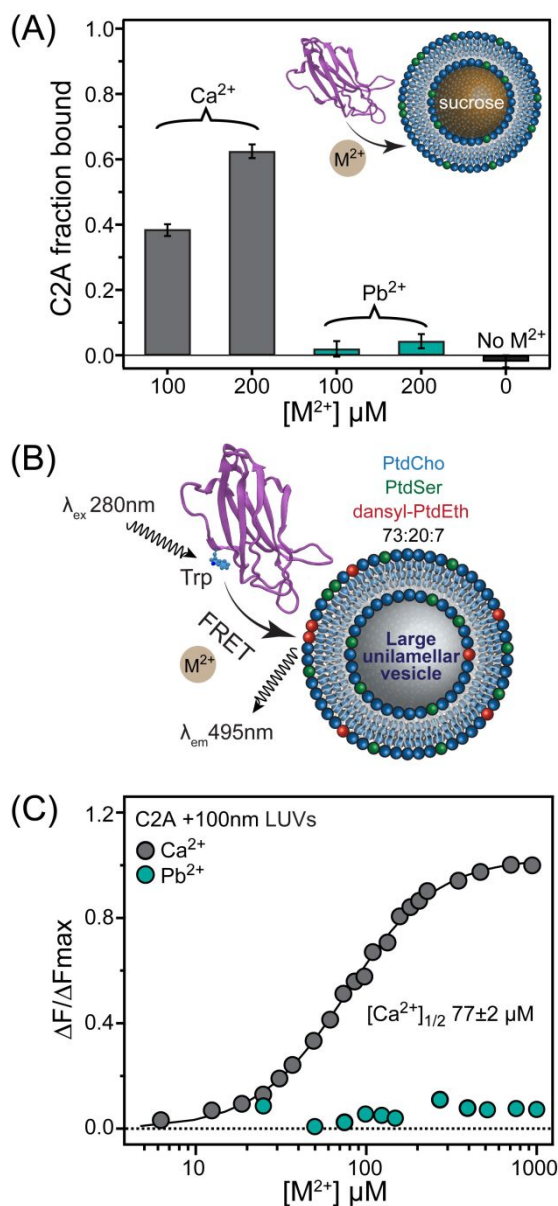 (A)
C2A fraction bound
1.0
0.8
0.6
0.4
0.2
0.0
Ca²⁺
Pb²⁺
No M²⁺
sucrose
M²⁺
100
200
100
200
0
[M²⁺] µM
(B)
λex 280nm
Trp
FRET
M²⁺
λem 495nm
PtdCho
PtdSer
dansyl-PtdEth
73:20:7
Large
unilamellar
vesicle
(C)
ΔF/ΔFmax
1.2
0.8
0.4
0.0
C2A +100nm LUVs
Ca²⁺
Pb²⁺
[Ca²⁺]1/2 77±2 µM
10
100
1000
[M²⁺] µM